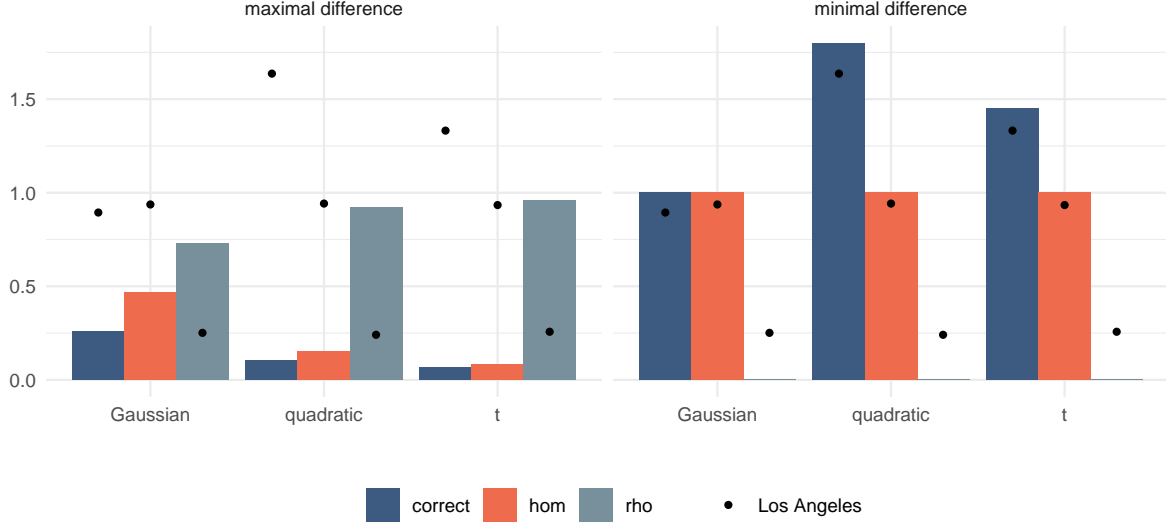 maximal difference
minimal difference
1.5
1.0
0.5
0.0
Gaussian
quadratic
t
Gaussian
quadratic
t
correct
hom
rho
Los Angeles